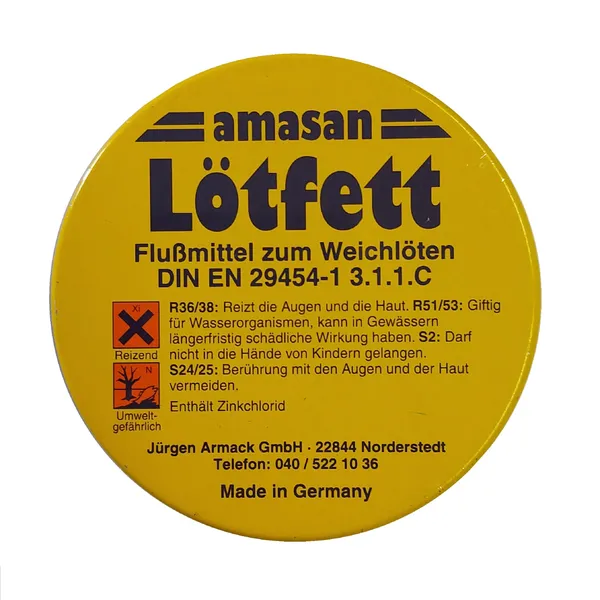 amasan
Lötfett
Flußmittel zum Weichlöten
DIN EN 29454-1 3.1.1.C
XI
Reizend
R36/38: Reizt die Augen und die Haut. R51/53: Giftig
für Wasserorganismen, kann in Gewässern
längerfristig schädliche Wirkung haben. S2: Darf
nicht in die Hände von Kindern gelangen.
S24/25: Berührung mit den Augen und der Haut
vermeiden.
N
Umwelt-
gefährlich
Enthält Zinkchlorid
Jürgen Armack GmbH · 22844 Norderstedt
Telefon: 040 / 522 10 36
Made in Germany